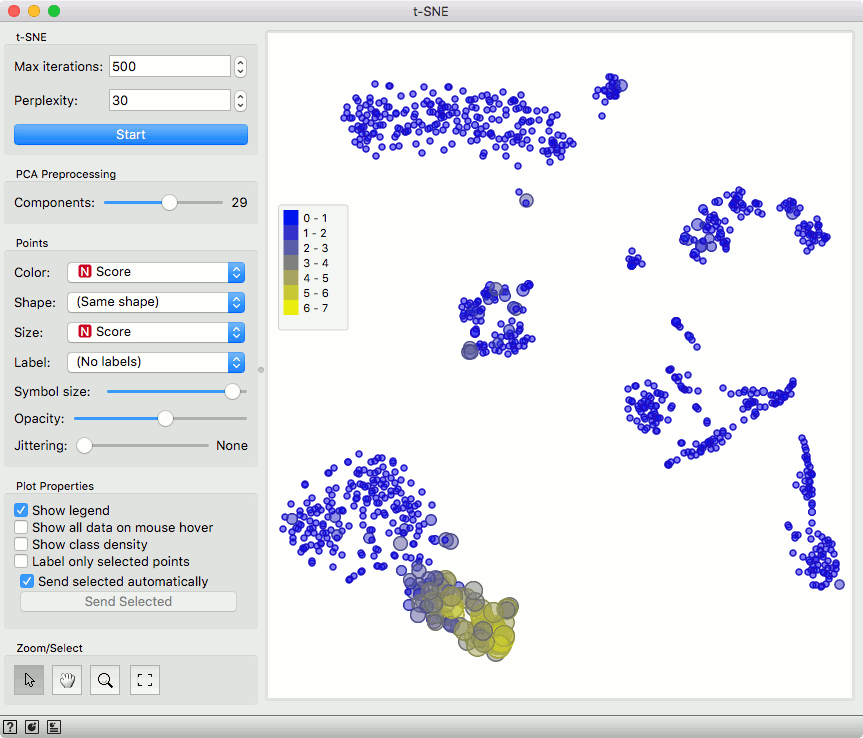 t-SNE
t-SNE
Max iterations: 500
Perplexity: 30
Start
PCA Preprocessing
Components: 29
Points
Color: N Score
Shape: (Same shape)
Size: N Score
Label: (No labels)
Symbol size:
Opacity:
Jittering: None
Plot Properties
Show legend
Show all data on mouse hover
Show class density
Label only selected points
Send selected automatically
Send Selected
Zoom/Select
?
0 - 1
1 - 2
2 - 3
3 - 4
4 - 5
5 - 6
6 - 7